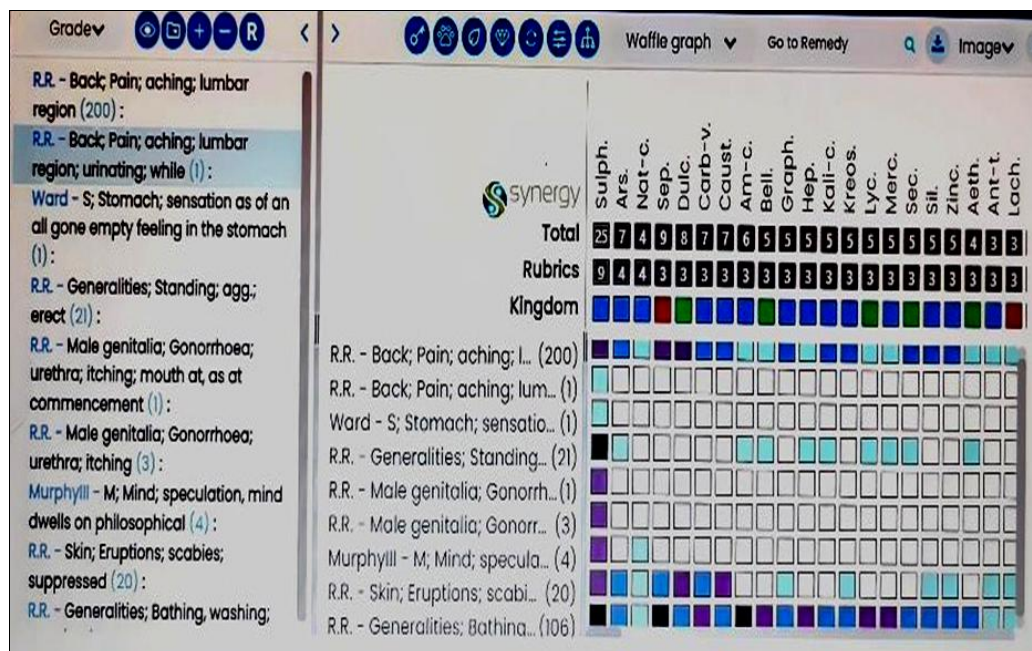 Grade
R
Waffle graph
Go to Remedy
Image
R.R. - Back; Pain; aching; lumbar
region (200) :
R.R. - Back; Pain; aching; lumbar
region; urinating; while (1) :
Ward - S; Stomach; sensation as of an
all gone empty feeling in the stomach
(1) :
R.R. - Generalities; Standing; agg.;
erect (21) :
R.R. - Male genitalia; Gonorrhoea;
urethra; itching; mouth at, as at
commencement (1) :
R.R. - Male genitalia; Gonorrhoea;
urethra; itching (3) :
MurphyIII - M; Mind; speculation, mind
dwells on philosophical (4) :
R.R. - Skin; Eruptions; scabies;
suppressed (20) :
R.R. - Generalities; Bathing, washing;
synergy
Sulph. Ars. Nat-c. Sep. Dulc. Carb-v. Caust. Am-c. Bell. Graph. Hep. Kali-c. Kreos. Lyc. Merc. Sec. Sil. Zinc. Aeth. Ant-t. Lach.
Total 25 7 4 9 8 7 7 6 5 5 5 5 5 5 5 5 5 5 4 3 3
Rubrics 9 4 4 3 3 3 3 3 3 3 3 3 3 3 3 3 3 3 3 3 3
Kingdom
R.R. - Back; Pain; aching; l... (200)
R.R. - Back; Pain; aching; lum... (1)
Ward - S; Stomach; sensatio... (1)
R.R. - Generalities; Standing... (21)
R.R. - Male genitalia; Gonorrh... (1)
R.R. - Male genitalia; Gonorr... (3)
MurphyIII - M; Mind; specula... (4)
R.R. - Skin; Eruptions; scabi... (20)
R.R. - Generalities; Bathing... (106)